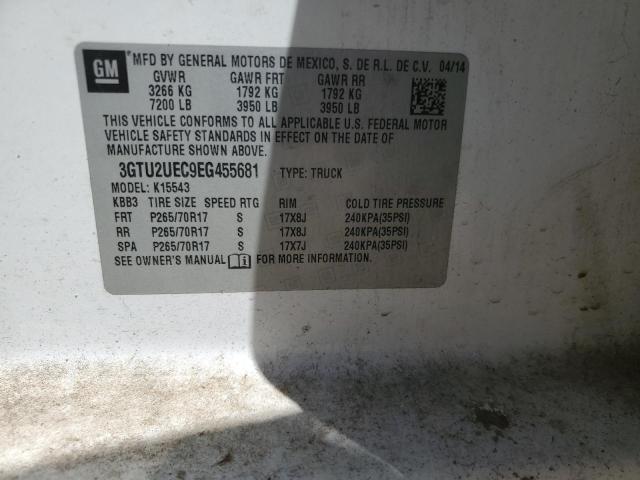 GM
MFD BY GENERAL MOTORS DE MEXICO, S. DE R.L. DE C.V. 04/14
GVWR GAWR FRT GAWR RR
3266 KG 1792 KG 1792 KG
7200 LB 3950 LB 3950 LB
THIS VEHICLE CONFORMS TO ALL APPLICABLE U.S. FEDERAL MOTOR
VEHICLE SAFETY STANDARDS IN EFFECT ON THE DATE OF
MANUFACTURE SHOWN ABOVE.
3GTU2UEC9EG455681 TYPE: TRUCK
MODEL: K15543
KBB3 TIRE SIZE SPEED RTG RIM COLD TIRE PRESSURE
FRT P265/70R17 S 17X8J 240KPA(35PSI)
RR P265/70R17 S 17X8J 240KPA(35PSI)
SPA P265/70R17 S 17X7J 240KPA(35PSI)
SEE OWNER'S MANUAL FOR MORE INFORMATION.